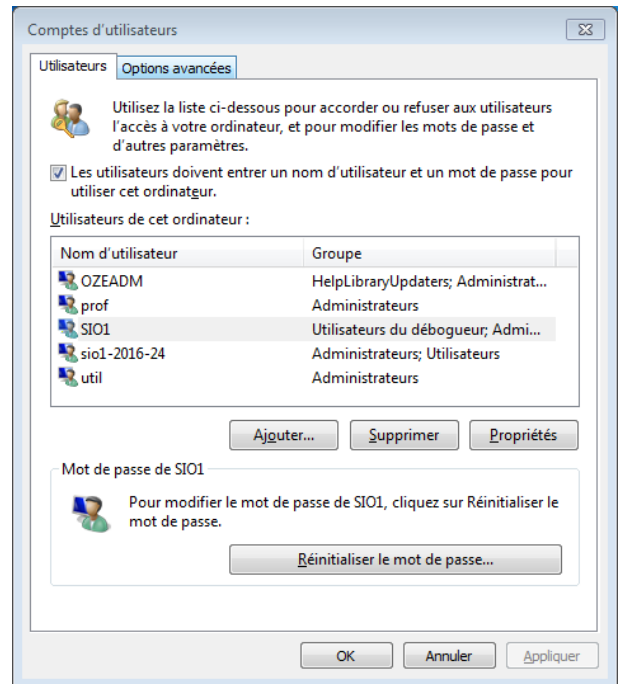 Comptes d'utilisateurs
Utilisateurs Options avancées
Utilisez la liste ci-dessous pour accorder ou refuser aux utilisateurs
l'accès à votre ordinateur, et pour modifier les mots de passe et
d'autres paramètres.
Les utilisateurs doivent entrer un nom d'utilisateur et un mot de passe pour
utiliser cet ordinateur.
Utilisateurs de cet ordinateur :
Nom d'utilisateur Groupe
OZEADM HelpLibraryUpdaters; Administrat...
prof Administrateurs
SIO1 Utilisateurs du débogueur; Admi...
sio1-2016-24 Administrateurs; Utilisateurs
util Administrateurs
Ajouter... Supprimer Propriétés
Mot de passe de SIO1
Pour modifier le mot de passe de SIO1, cliquez sur Réinitialiser le
mot de passe.
Réinitialiser le mot de passe...
OK Annuler Appliquer